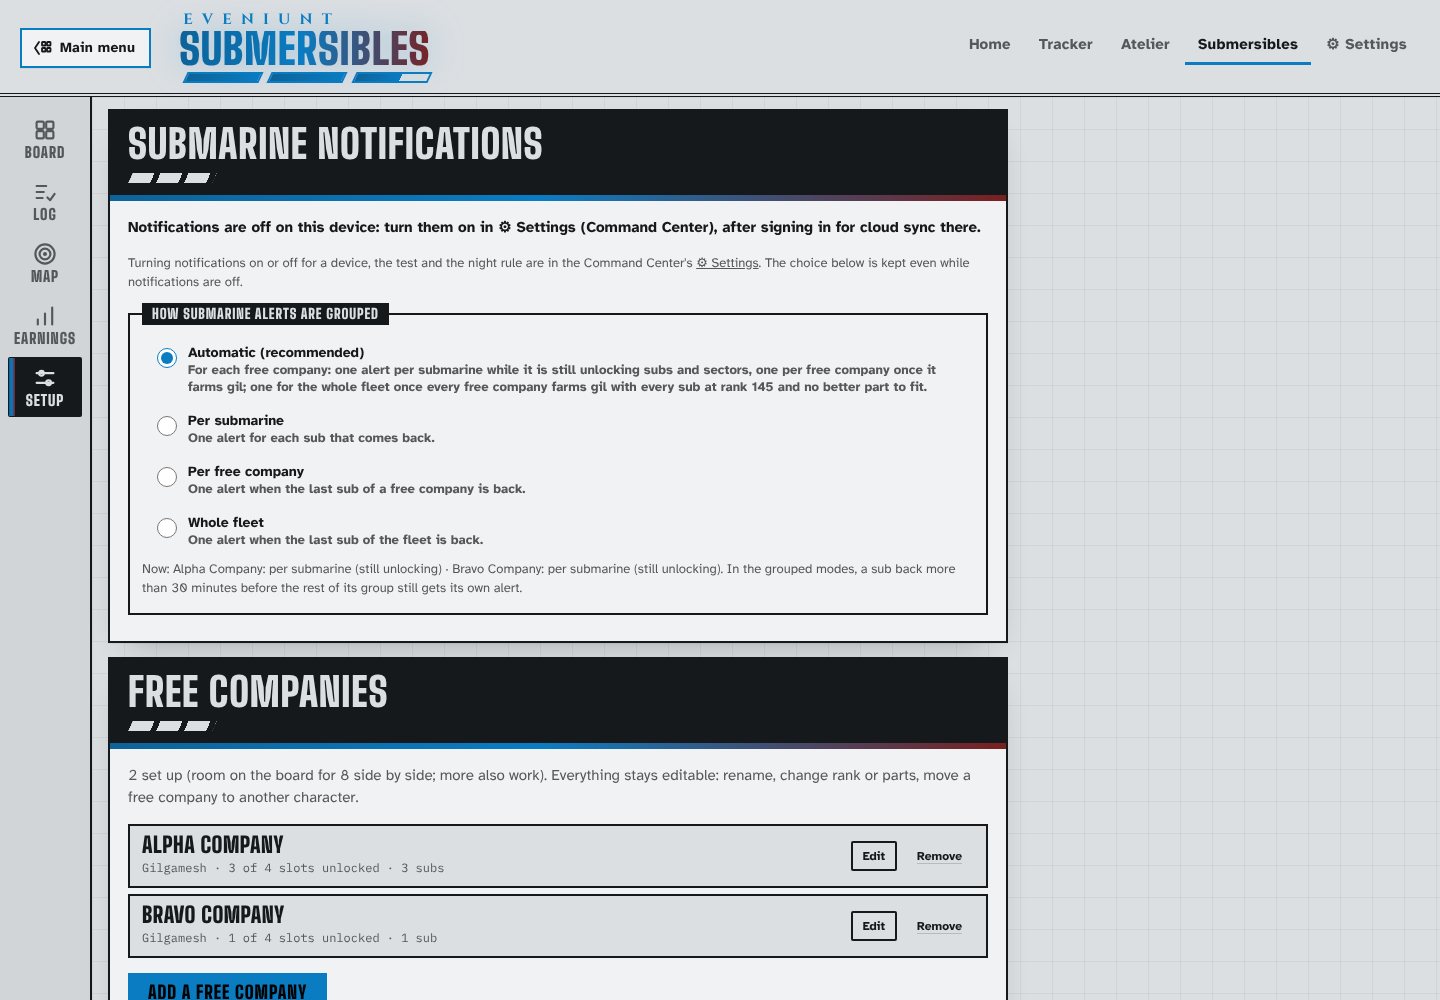 Main menu
EVENIUNT
SUBMERSIBLES
Home
Tracker
Atelier
Submersibles
⚙ Settings
BOARD
LOG
MAP
EARNINGS
SETUP
SUBMARINE NOTIFICATIONS
Notifications are off on this device: turn them on in ⚙ Settings (Command Center), after signing in for cloud sync there.
Turning notifications on or off for a device, the test and the night rule are in the Command Center's ⚙ Settings. The choice below is kept even while
notifications are off.
HOW SUBMARINE ALERTS ARE GROUPED
Automatic (recommended)
For each free company: one alert per submarine while it is still unlocking subs and sectors, one per free company once it
farms gil; one for the whole fleet once every free company farms gil with every sub at rank 145 and no better part to fit.
Per submarine
One alert for each sub that comes back.
Per free company
One alert when the last sub of a free company is back.
Whole fleet
One alert when the last sub of the fleet is back.
Now: Alpha Company: per submarine (still unlocking) · Bravo Company: per submarine (still unlocking). In the grouped modes, a sub back more
than 30 minutes before the rest of its group still gets its own alert.
FREE COMPANIES
2 set up (room on the board for 8 side by side; more also work). Everything stays editable: rename, change rank or parts, move a
free company to another character.
ALPHA COMPANY
Gilgamesh · 3 of 4 slots unlocked · 3 subs
Edit
Remove
BRAVO COMPANY
Gilgamesh · 1 of 4 slots unlocked · 1 sub
Edit
Remove
ADD A FREE COMPANY